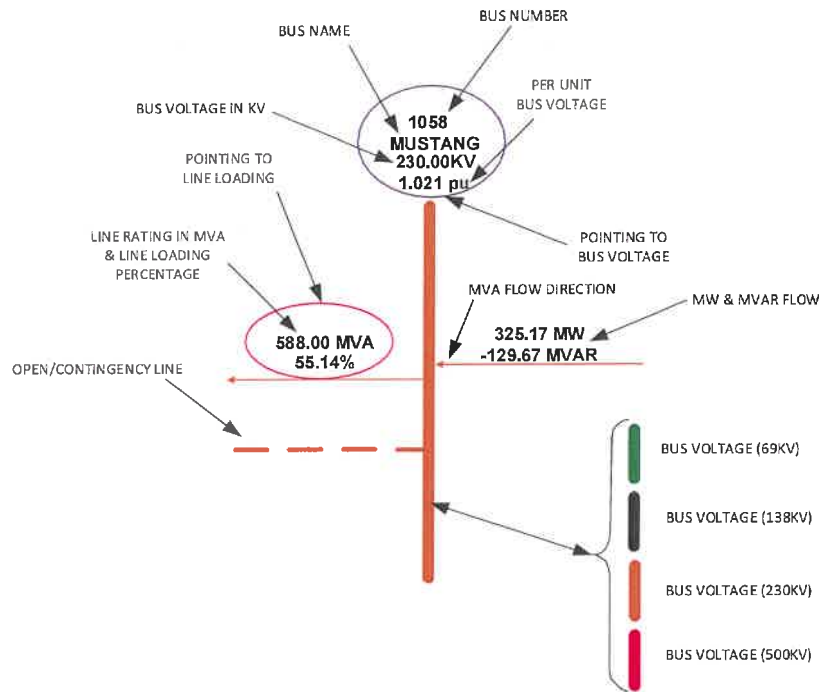 BUS NAME
BUS NUMBER
PER UNIT
BUS VOLTAGE
BUS VOLTAGE IN KV
1058
MUSTANG
230.00KV
1.021 pu
POINTING TO
LINE LOADING
LINE RATING IN MVA
& LINE LOADING
PERCENTAGE
POINTING TO
BUS VOLTAGE
MVA FLOW DIRECTION
MW & MVAR FLOW
588.00 MVA
55.14%
325.17 MW
-129.67 MVAR
OPEN/CONTINGENCY LINE
BUS VOLTAGE (69KV)
BUS VOLTAGE (138KV)
BUS VOLTAGE (230KV)
BUS VOLTAGE (500KV)